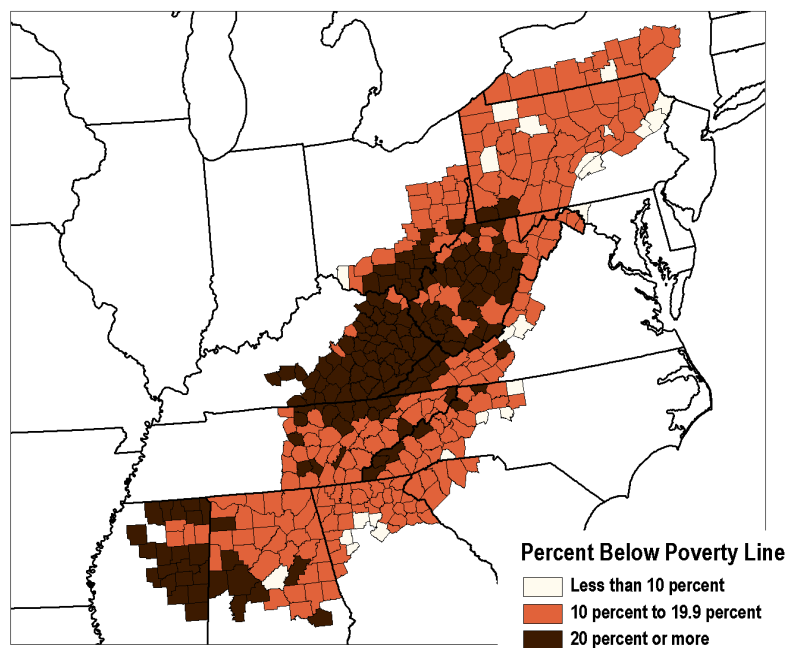 Percent Below Poverty Line
Less than 10 percent
10 percent to 19.9 percent
20 percent or more